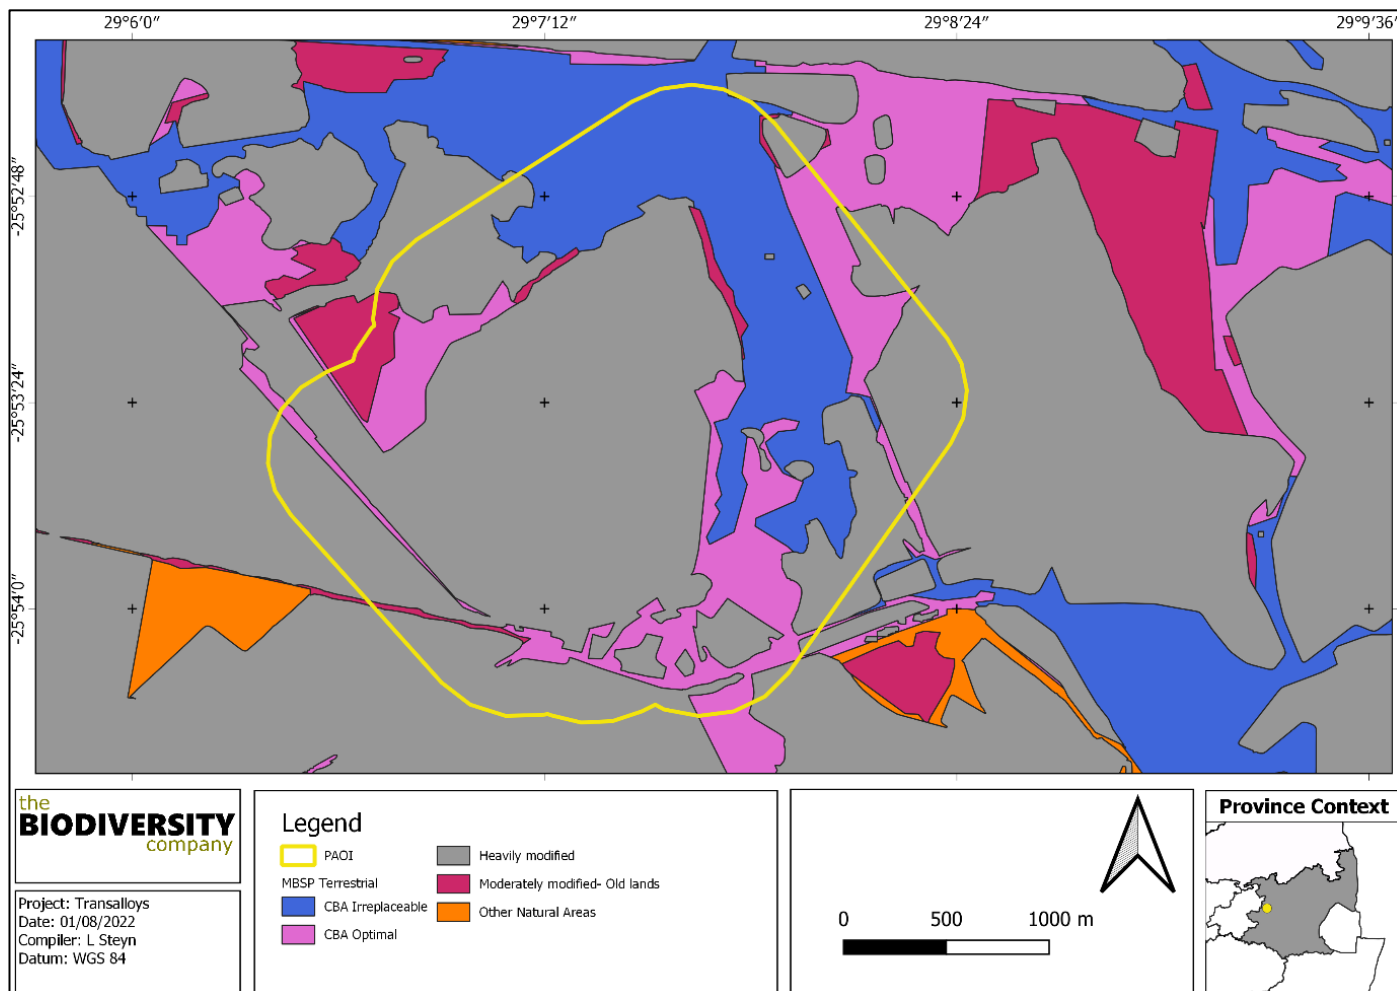 29°6′0″ 29°7′12″ 29°8′24″ 29°9′36″
-25°52′48″
-25°53′24″
-25°54′0″
the
BIODIVERSITY
company
Project: Transalloys
Date: 01/08/2022
Compiler: L Steyn
Datum: WGS 84
Legend
PAOI
MBSP Terrestrial
CBA Irreplaceable
CBA Optimal
Heavily modified
Moderately modified- Old lands
Other Natural Areas
0 500 1000 m
Province Context